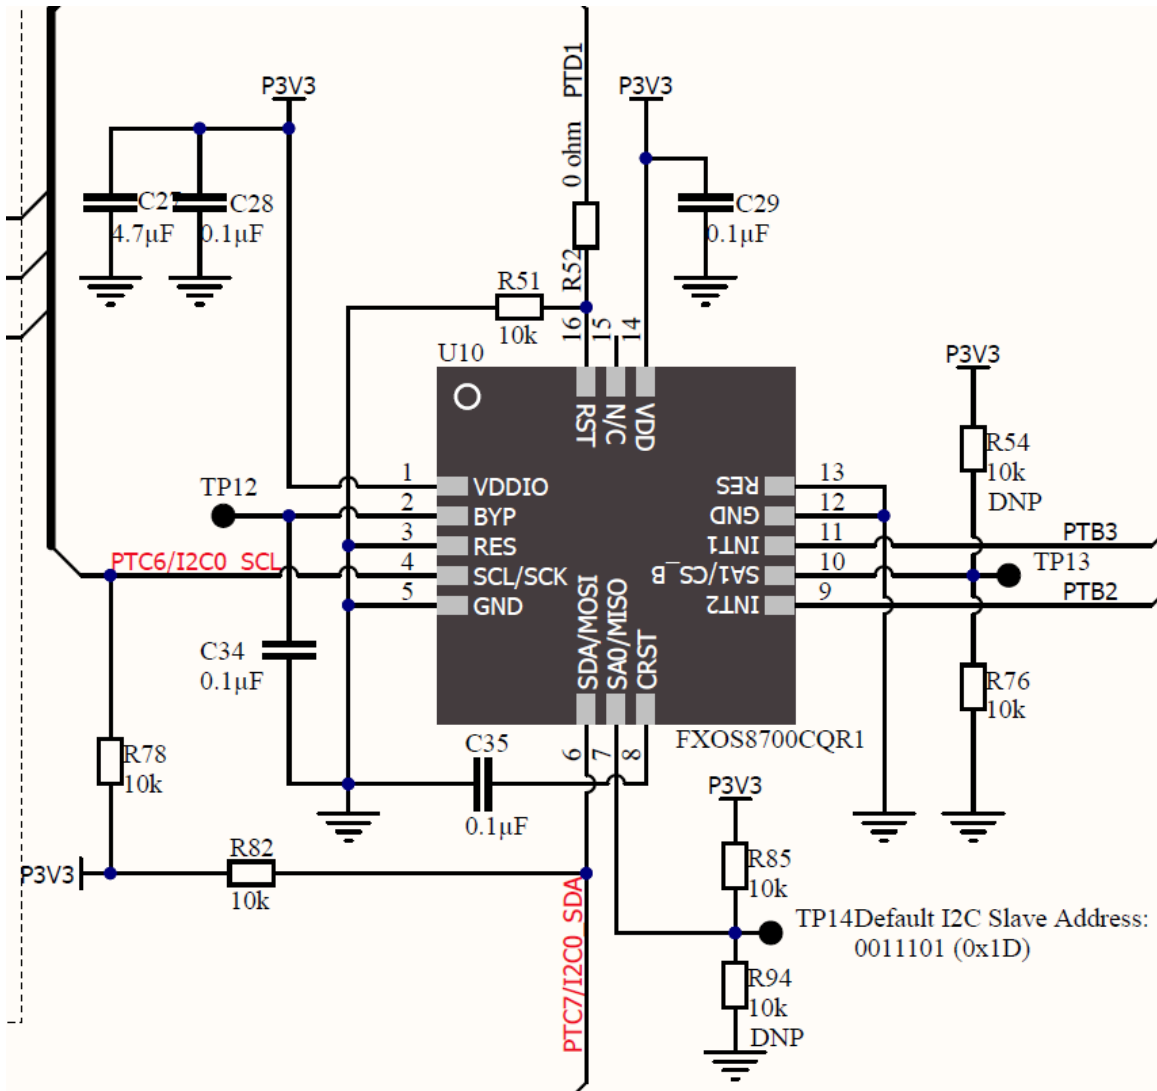 PTD1
P3V3
P3V3
0 ohm
C27
4.7µF
C28
0.1µF
C29
0.1µF
R52
R51
10k
16
15
14
U10
RST
N/C
VDD
P3V3
R54
10k
DNP
TP12
1
VDDIO
2
BYP
3
RES
4
SCL/SCK
5
GND
RES
13
GND
12
INT1
11
PTB3
SA1/CS_B
10
TP13
INT2
9
PTB2
PTC6/I2C0_SCL
SDA/MOSI
SA0/MISO
CRST
C34
0.1µF
R76
10k
FXOS8700CQR1
6
7
8
C35
0.1µF
R78
10k
P3V3
P3V3
R82
10k
R85
10k
PTC7/I2C0_SDA
TP14Default I2C Slave Address:
0011101 (0x1D)
R94
10k
DNP